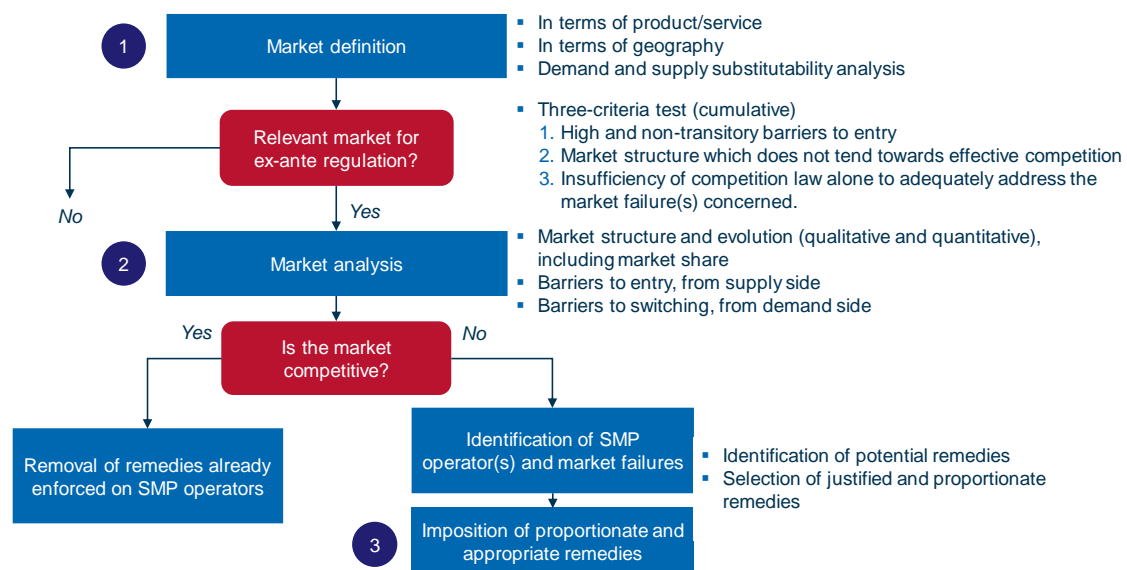 1
Market definition
▪ In terms of product/service
▪ In terms of geography
▪ Demand and supply substitutability analysis
Relevant market for
ex-ante regulation?
▪ Three-criteria test (cumulative)
1. High and non-transitory barriers to entry
2. Market structure which does not tend towards effective competition
3. Insufficiency of competition law alone to adequately address the
market failure(s) concerned.
No
Yes
2
Market analysis
▪ Market structure and evolution (qualitative and quantitative),
including market share
▪ Barriers to entry, from supply side
▪ Barriers to switching, from demand side
Yes
No
Is the market
competitive?
Removal of remedies already
enforced on SMP operators
Identification of SMP
operator(s) and market failures
▪ Identification of potential remedies
▪ Selection of justified and proportionate
remedies
3
Imposition of proportionate and
appropriate remedies